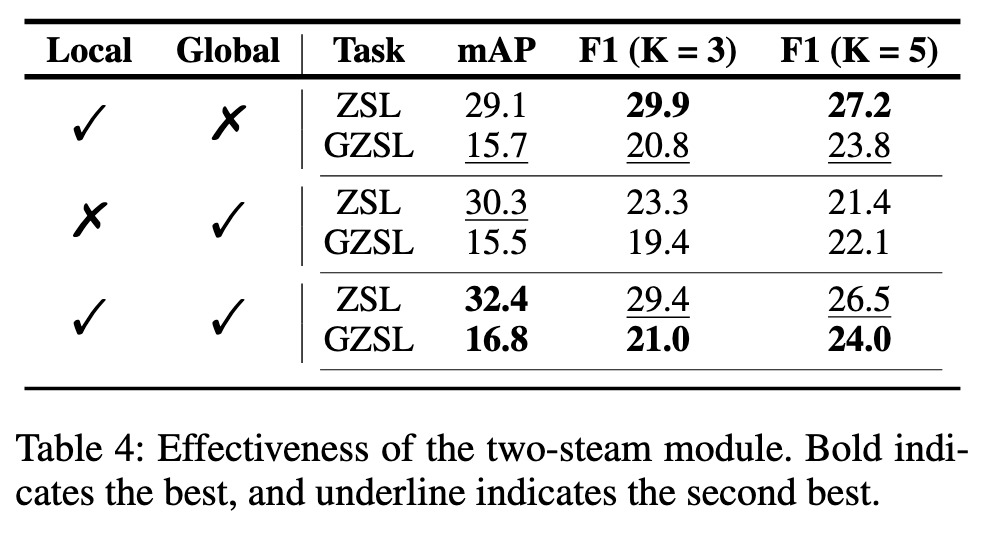 Local Global Task mAP F1 (K = 3) F1 (K = 5)
✓ ✗ ZSL 29.1 29.9 27.2
GZSL 15.7 20.8 23.8
✗ ✓ ZSL 30.3 23.3 21.4
GZSL 15.5 19.4 22.1
✓ ✓ ZSL 32.4 29.4 26.5
GZSL 16.8 21.0 24.0
Table 4: Effectiveness of the two-steam module. Bold indi-
cates the best, and underline indicates the second best.